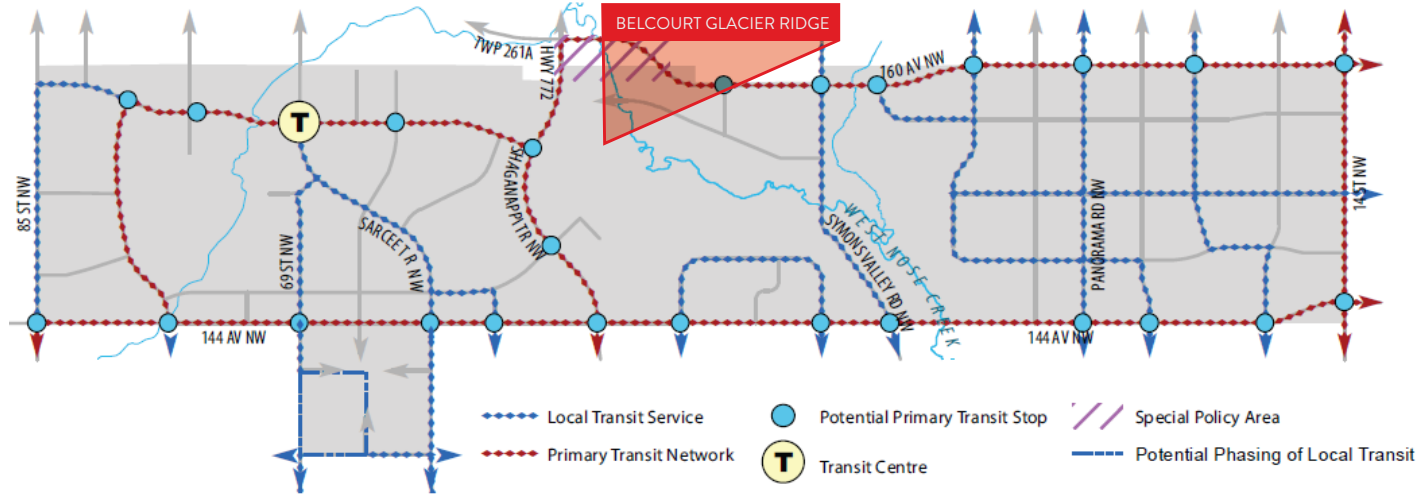 BELCOURT GLACIER RIDGE
TWP 261A
HWY 772
160 AV NW
T
85 ST NW
SHAGANAPPI TR NW
14 ST NW
69 ST NW
SARCEE TR NW
SYMONS VALLEY RD NW
WEST NOSE CREEK
PANORAMA RD NW
144 AV NW
144 AV NW
Local Transit Service
Potential Primary Transit Stop
Special Policy Area
Primary Transit Network
T
Transit Centre
Potential Phasing of Local Transit